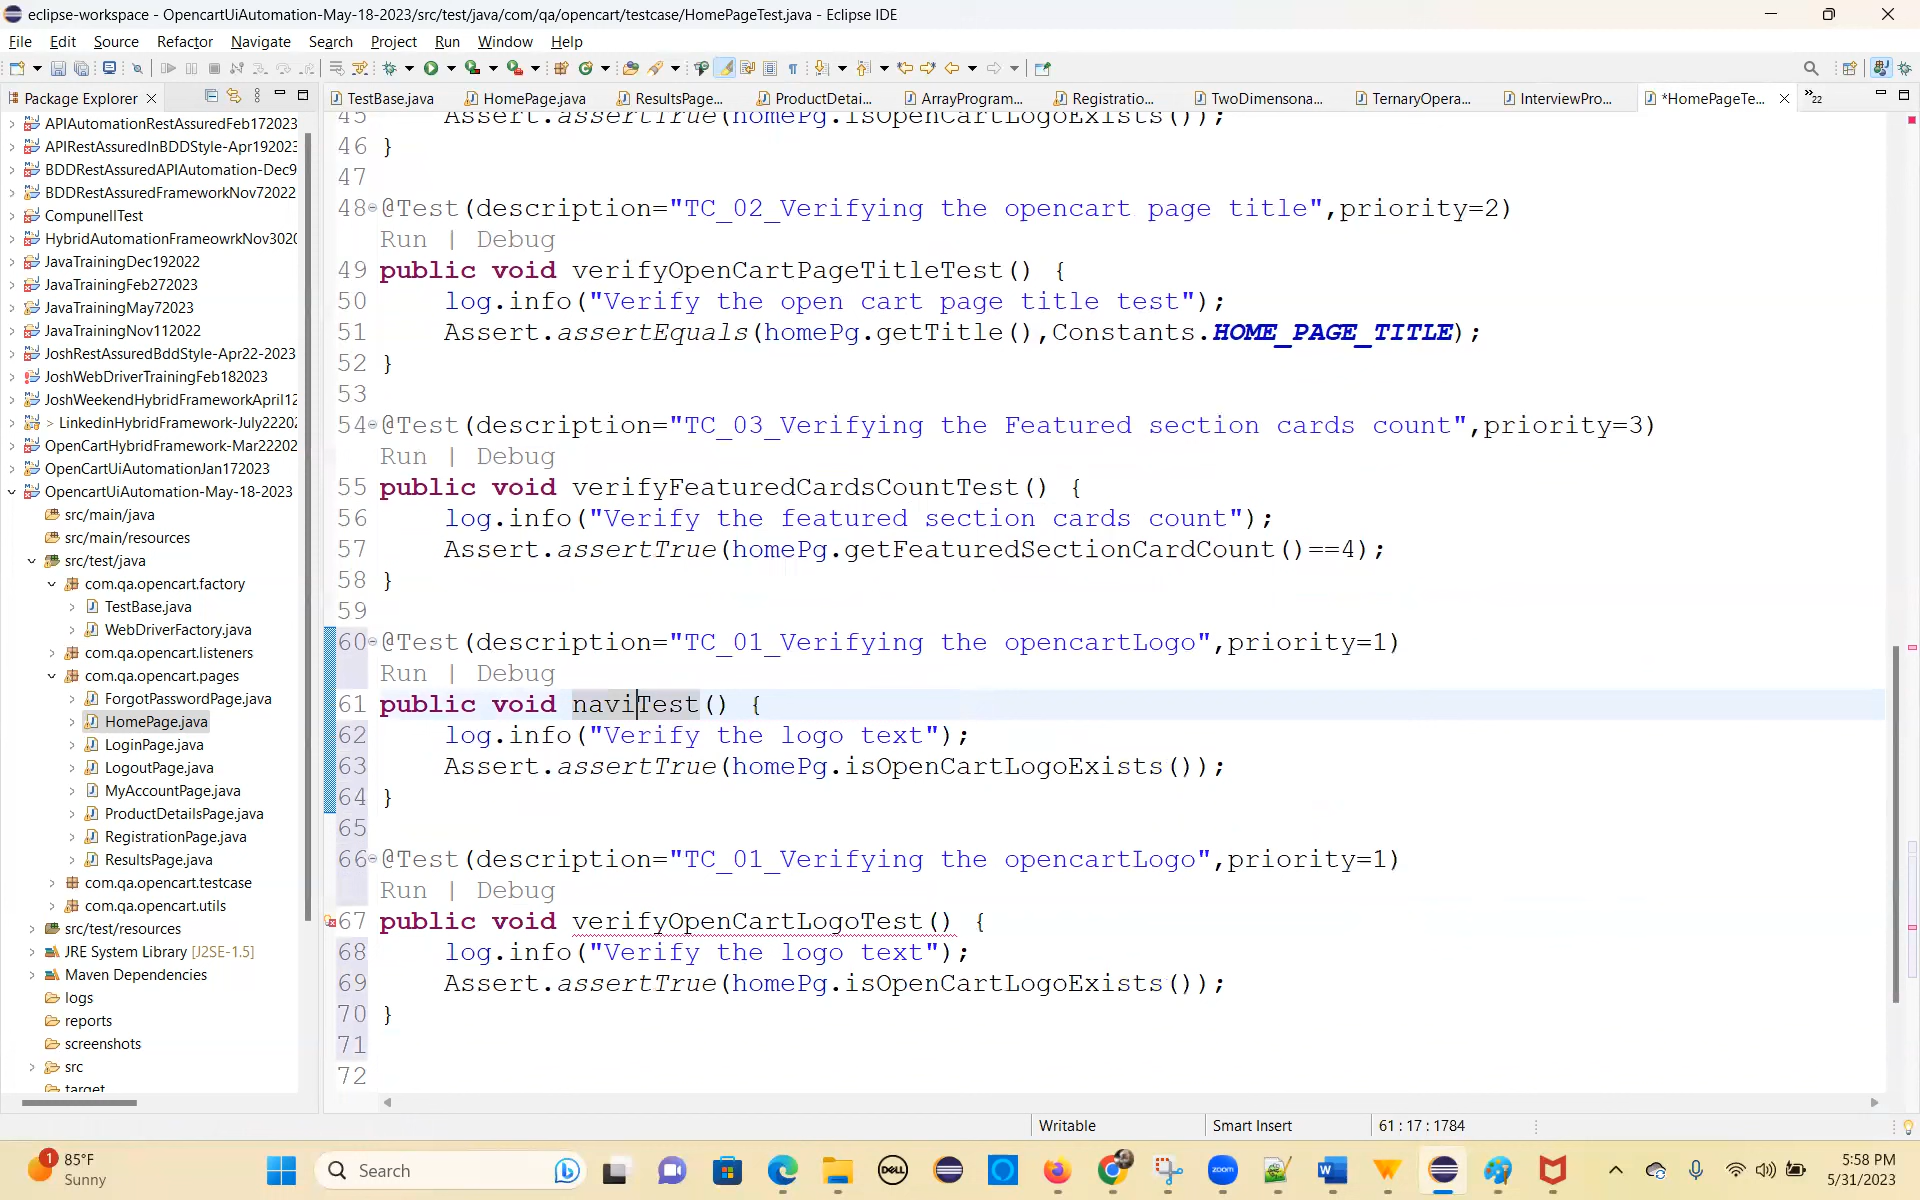 eclipse-workspace - OpencartUiAutomation-May-18-2023/src/test/java/com/qa/opencart/testcase/HomePageTest.java - Eclipse IDE
File Edit Source Refactor Navigate Search Project Run Window Help
Package Explorer
TestBase.java HomePage.java ResultsPage... ProductDetai... ArrayProgram... Registratio... TwoDimensona... TernaryOpera... InterviewPro... *HomePageTe... »22
APIAutomationRestAssuredFeb172023
APIRestAssuredInBDDStyle-Apr192023
BDDRestAssuredAPIAutomation-Dec9
BDDRestAssuredFrameworkNov72022
CompunellTest
HybridAutomationFrameowrkNov3020
JavaTrainingDec192022
JavaTrainingFeb272023
JavaTrainingMay72023
JavaTrainingNov112022
JoshRestAssuredBddStyle-Apr22-2023
JoshWebDriverTrainingFeb182023
JoshWeekendHybridFrameworkApril12
> LinkedinHybridFramework-July2220
OpenCartHybridFramework-Mar22202
OpenCartUiAutomationJan172023
OpencartUiAutomation-May-18-2023
src/main/java
src/main/resources
src/test/java
com.qa.opencart.factory
TestBase.java
WebDriverFactory.java
com.qa.opencart.listeners
com.qa.opencart.pages
ForgotPasswordPage.java
HomePage.java
LoginPage.java
LogoutPage.java
MyAccountPage.java
ProductDetailsPage.java
RegistrationPage.java
ResultsPage.java
com.qa.opencart.testcase
com.qa.opencart.utils
src/test/resources
JRE System Library [J2SE-1.5]
Maven Dependencies
logs
reports
screenshots
src
target
45 Assert.assertTrue(homePg.isOpenCartLogoExists());
46 }
47
48 @Test(description="TC_02_Verifying the opencart page title",priority=2)
Run | Debug
49 public void verifyOpenCartPageTitleTest() {
50 log.info("Verify the open cart page title test");
51 Assert.assertEquals(homePg.getTitle(),Constants.HOME_PAGE_TITLE);
52 }
53
54 @Test(description="TC_03_Verifying the Featured section cards count",priority=3)
Run | Debug
55 public void verifyFeaturedCardsCountTest() {
56 log.info("Verify the featured section cards count");
57 Assert.assertTrue(homePg.getFeaturedSectionCardCount()==4);
58 }
59
60 @Test(description="TC_01_Verifying the opencartLogo",priority=1)
Run | Debug
61 public void naviTest() {
62 log.info("Verify the logo text");
63 Assert.assertTrue(homePg.isOpenCartLogoExists());
64 }
65
66 @Test(description="TC_01_Verifying the opencartLogo",priority=1)
Run | Debug
67 public void verifyOpenCartLogoTest() {
68 log.info("Verify the logo text");
69 Assert.assertTrue(homePg.isOpenCartLogoExists());
70 }
71
72
Writable Smart Insert 61 : 17 : 1784
1 85°F
Sunny
Search
DELL
zoom
5:58 PM
5/31/2023